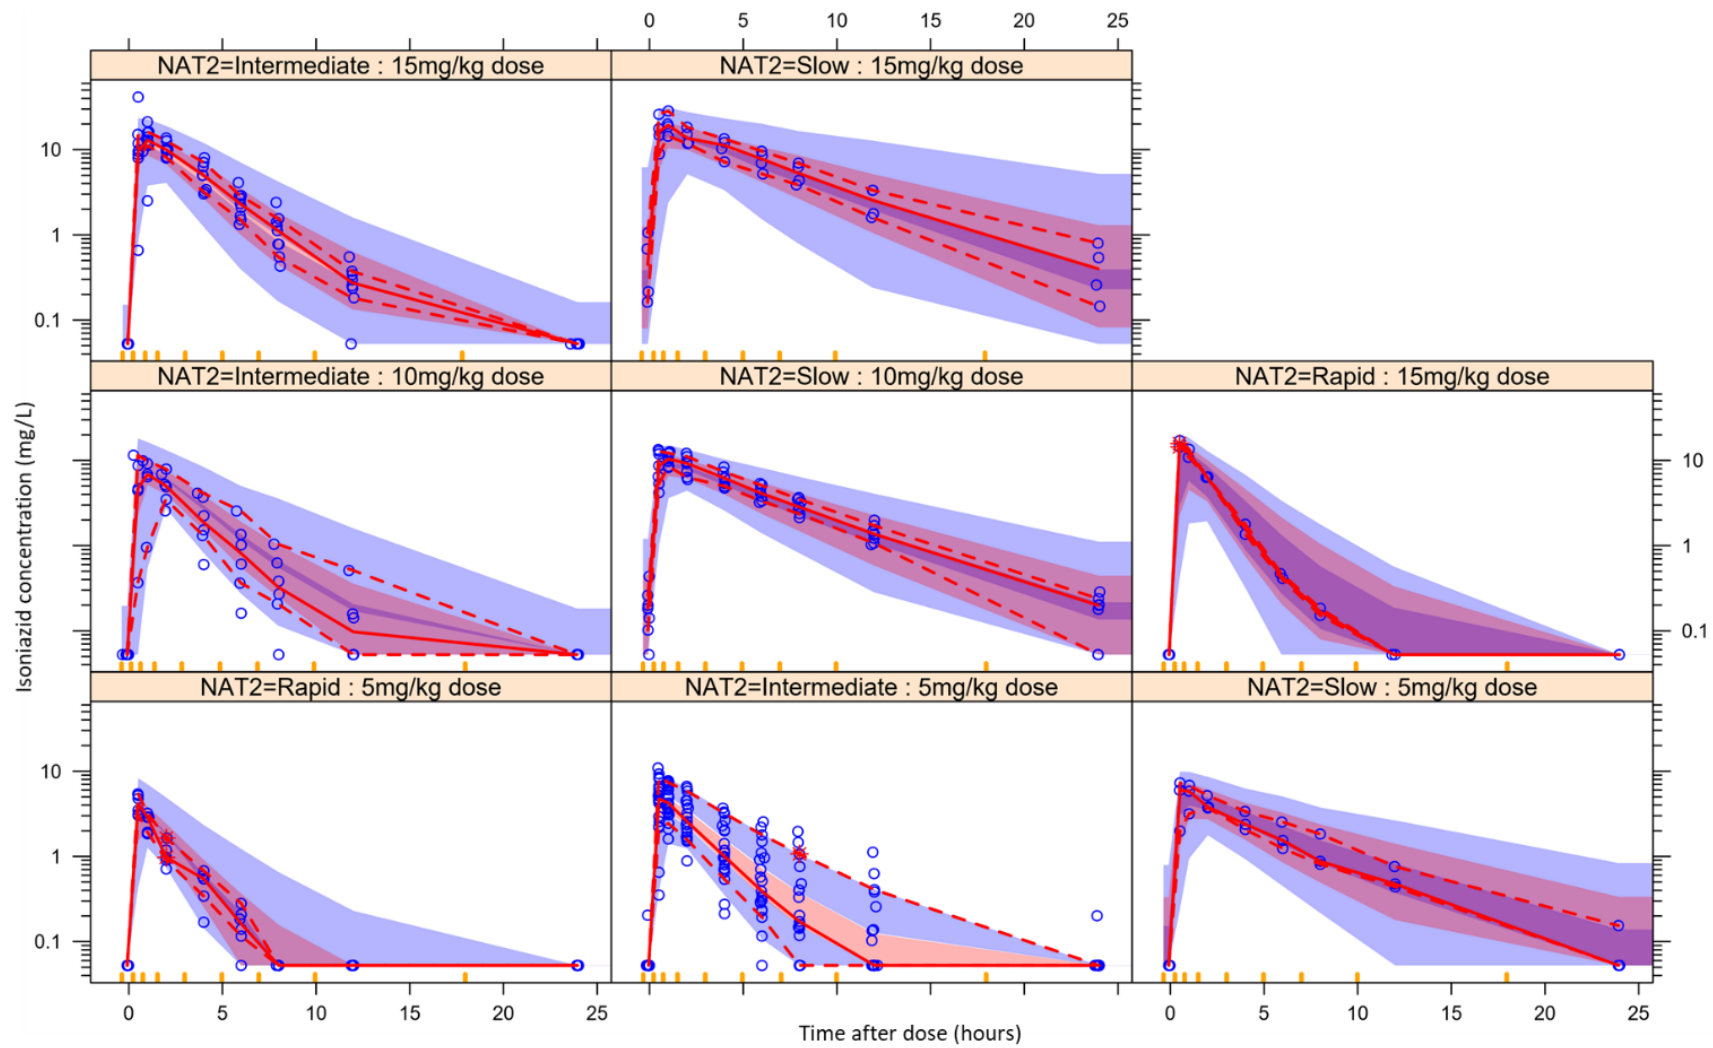 0 5 10 15 20 25
NAT2=Intermediate : 15mg/kg dose
NAT2=Slow : 15mg/kg dose
10
1
0.1
NAT2=Intermediate : 10mg/kg dose
NAT2=Slow : 10mg/kg dose
NAT2=Rapid : 15mg/kg dose
Isoniazid concentration (mg/L)
10
1
0.1
NAT2=Rapid : 5mg/kg dose
NAT2=Intermediate : 5mg/kg dose
NAT2=Slow : 5mg/kg dose
10
1
0.1
0 5 10 15 20 25
0 5 10 15 20 25
Time after dose (hours)